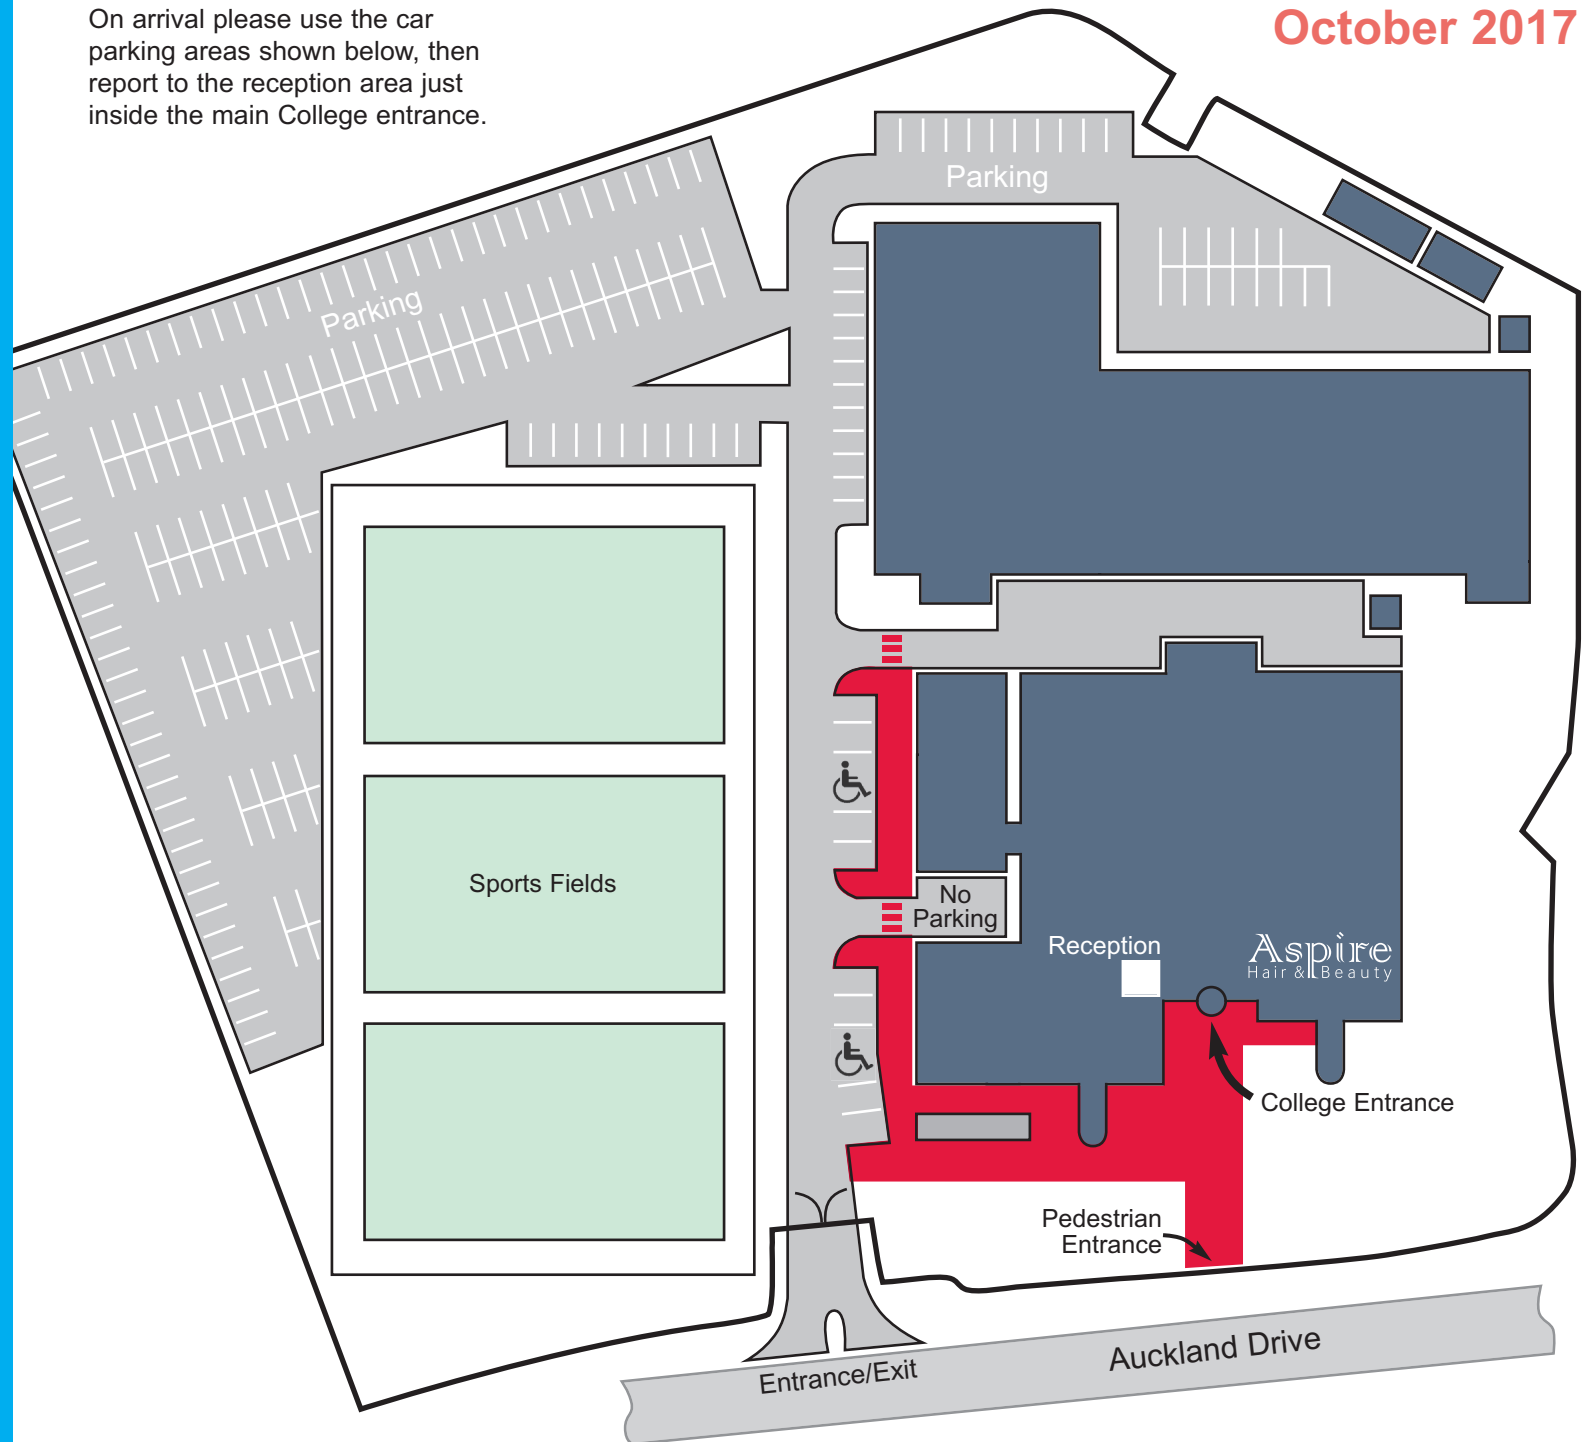 On arrival please use the car
parking areas shown below, then
report to the reception area just
inside the main College entrance.
October 2017
Parking
Parking
Sports Fields
No
Parking
Reception
Aspire
Hair & Beauty
College Entrance
Pedestrian
Entrance
Auckland Drive
Entrance/Exit